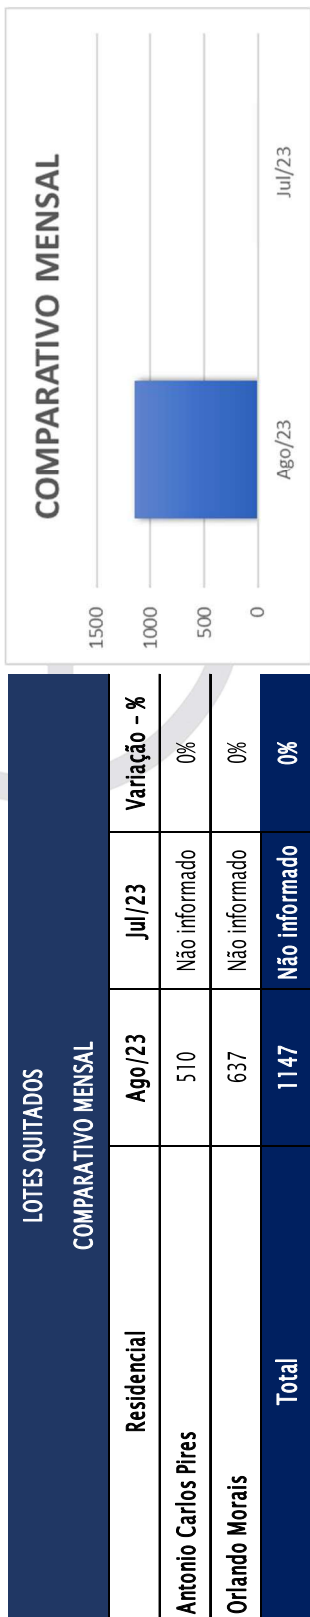 LOTES QUITADOS
COMPARATIVO MENSAL
Residencial Ago/23 Jul/23 Variação - %
Antonio Carlos Pires 510 Não informado 0%
Orlando Morais 637 Não informado 0%
Total 1147 Não informado 0%
COMPARATIVO MENSAL
1500
1000
500
0
Ago/23 Jul/23